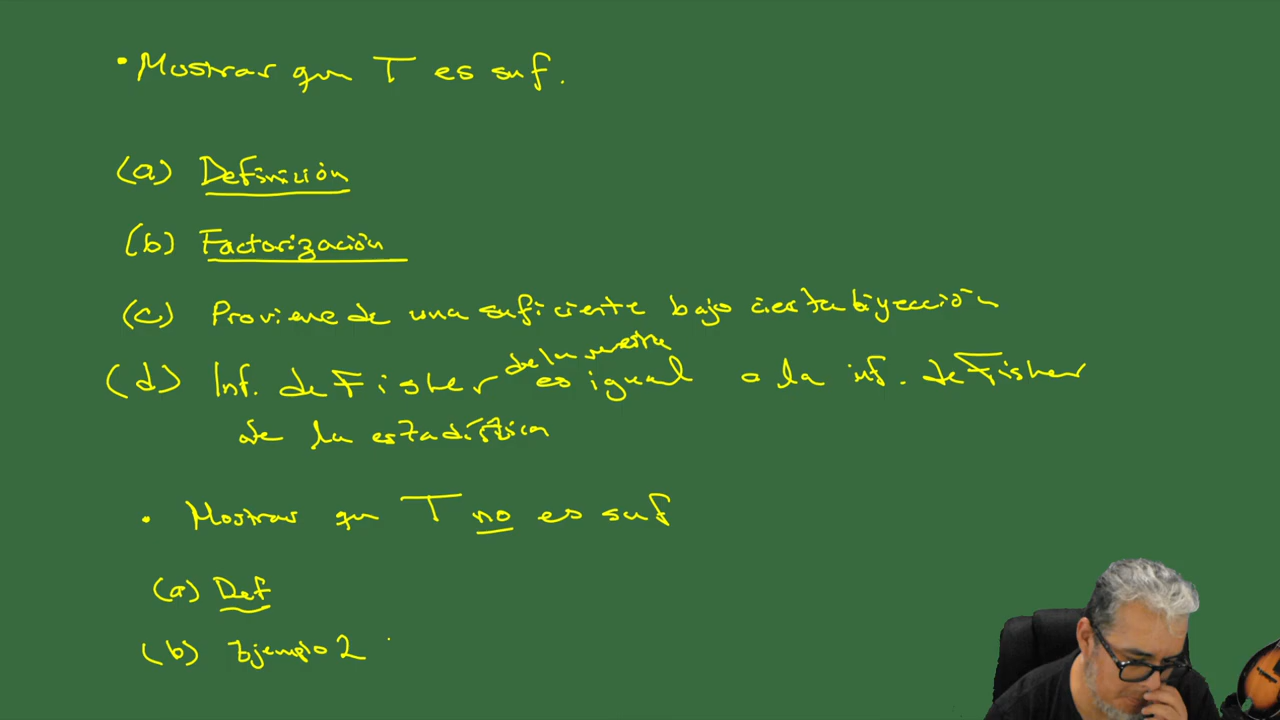 • Mostrar que T es suf.
(a) Definición
(b) Factorización
(c) Proviene de una suficiente bajo cierta biyección
(d) Inf. de Fisher de la muestra es igual a la inf. de Fisher
de la estadística
• Mostrar que T no es suf
(a) Def
(b) Ejemplo 2